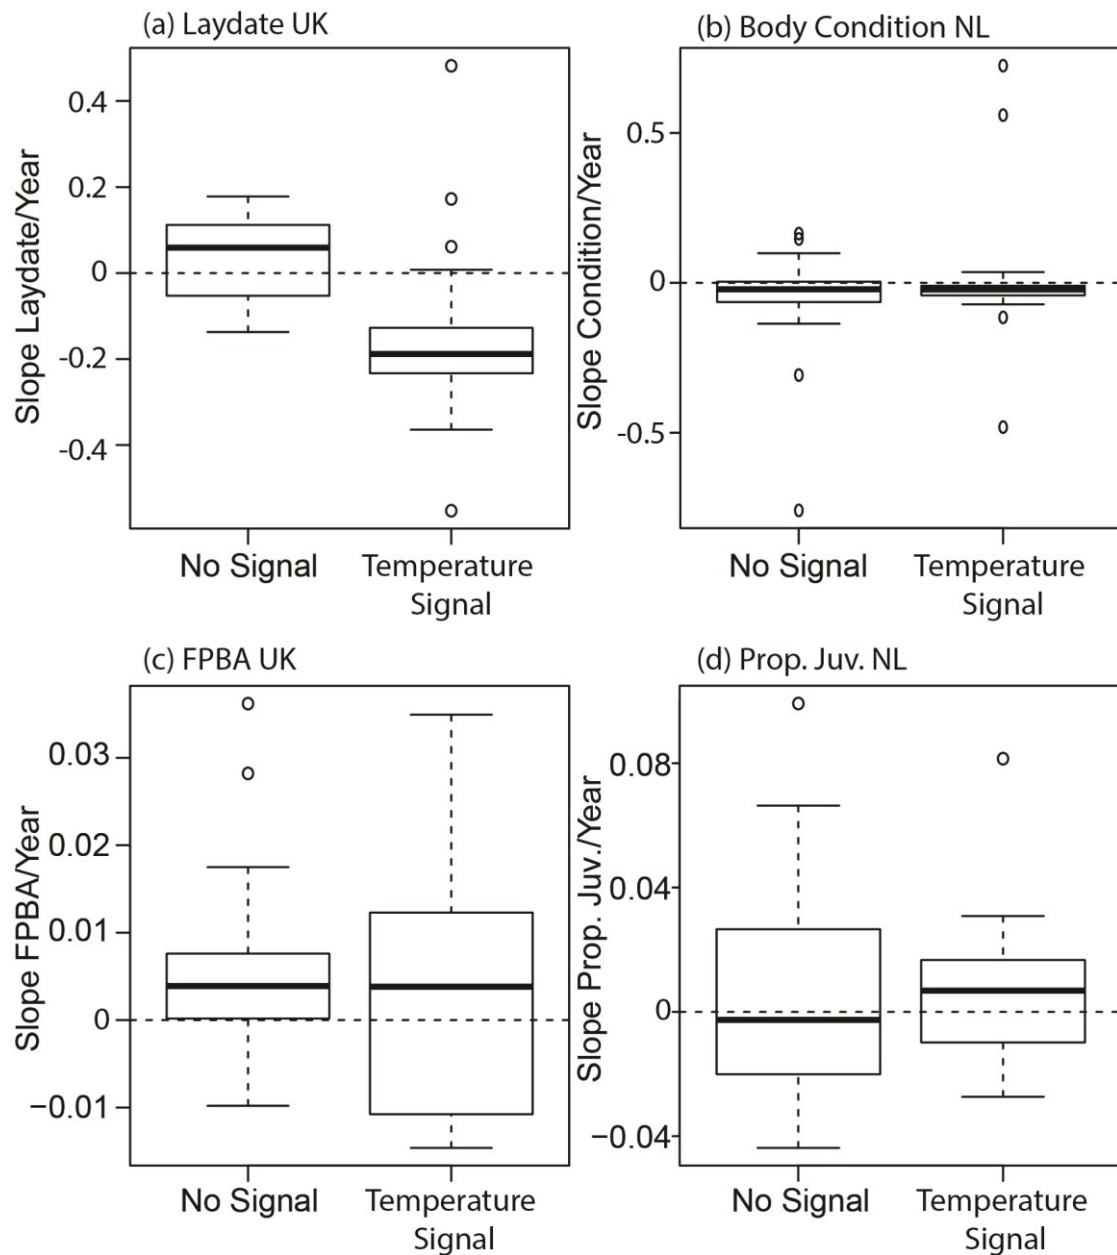 (a) Laydate UK
Slope Laydate/Year
0.4
0.2
0
-0.2
-0.4
No Signal
Temperature
Signal
(b) Body Condition NL
Slope Condition/Year
0.5
0
-0.5
No Signal
Temperature
Signal
(c) FPBA UK
Slope FPBA/Year
0.03
0.02
0.01
0
−0.01
No Signal
Temperature
Signal
(d) Prop. Juv. NL
Slope Prop. Juv./Year
0.08
0.04
0
−0.04
No Signal
Temperature
Signal